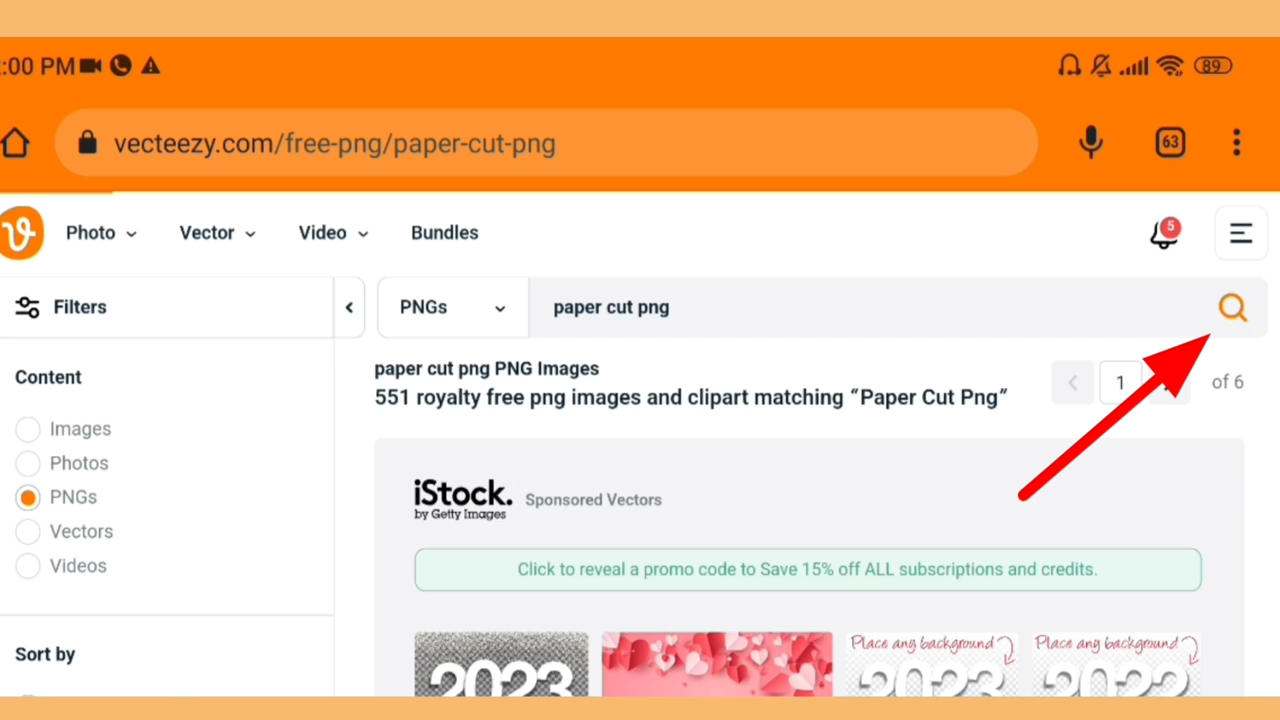 :00 PM
89
vecteezy.com/free-png/paper-cut-png
63
Photo
Vector
Video
Bundles
5
Filters
PNGs
paper cut png
Content
Images
Photos
PNGs
Vectors
Videos
Sort by
paper cut png PNG Images
551 royalty free png images and clipart matching “Paper Cut Png”
1
of 6
iStock.
by Getty Images
Sponsored Vectors
Click to reveal a promo code to Save 15% off ALL subscriptions and credits.
2023
Place any background
2023
Place any background
2022